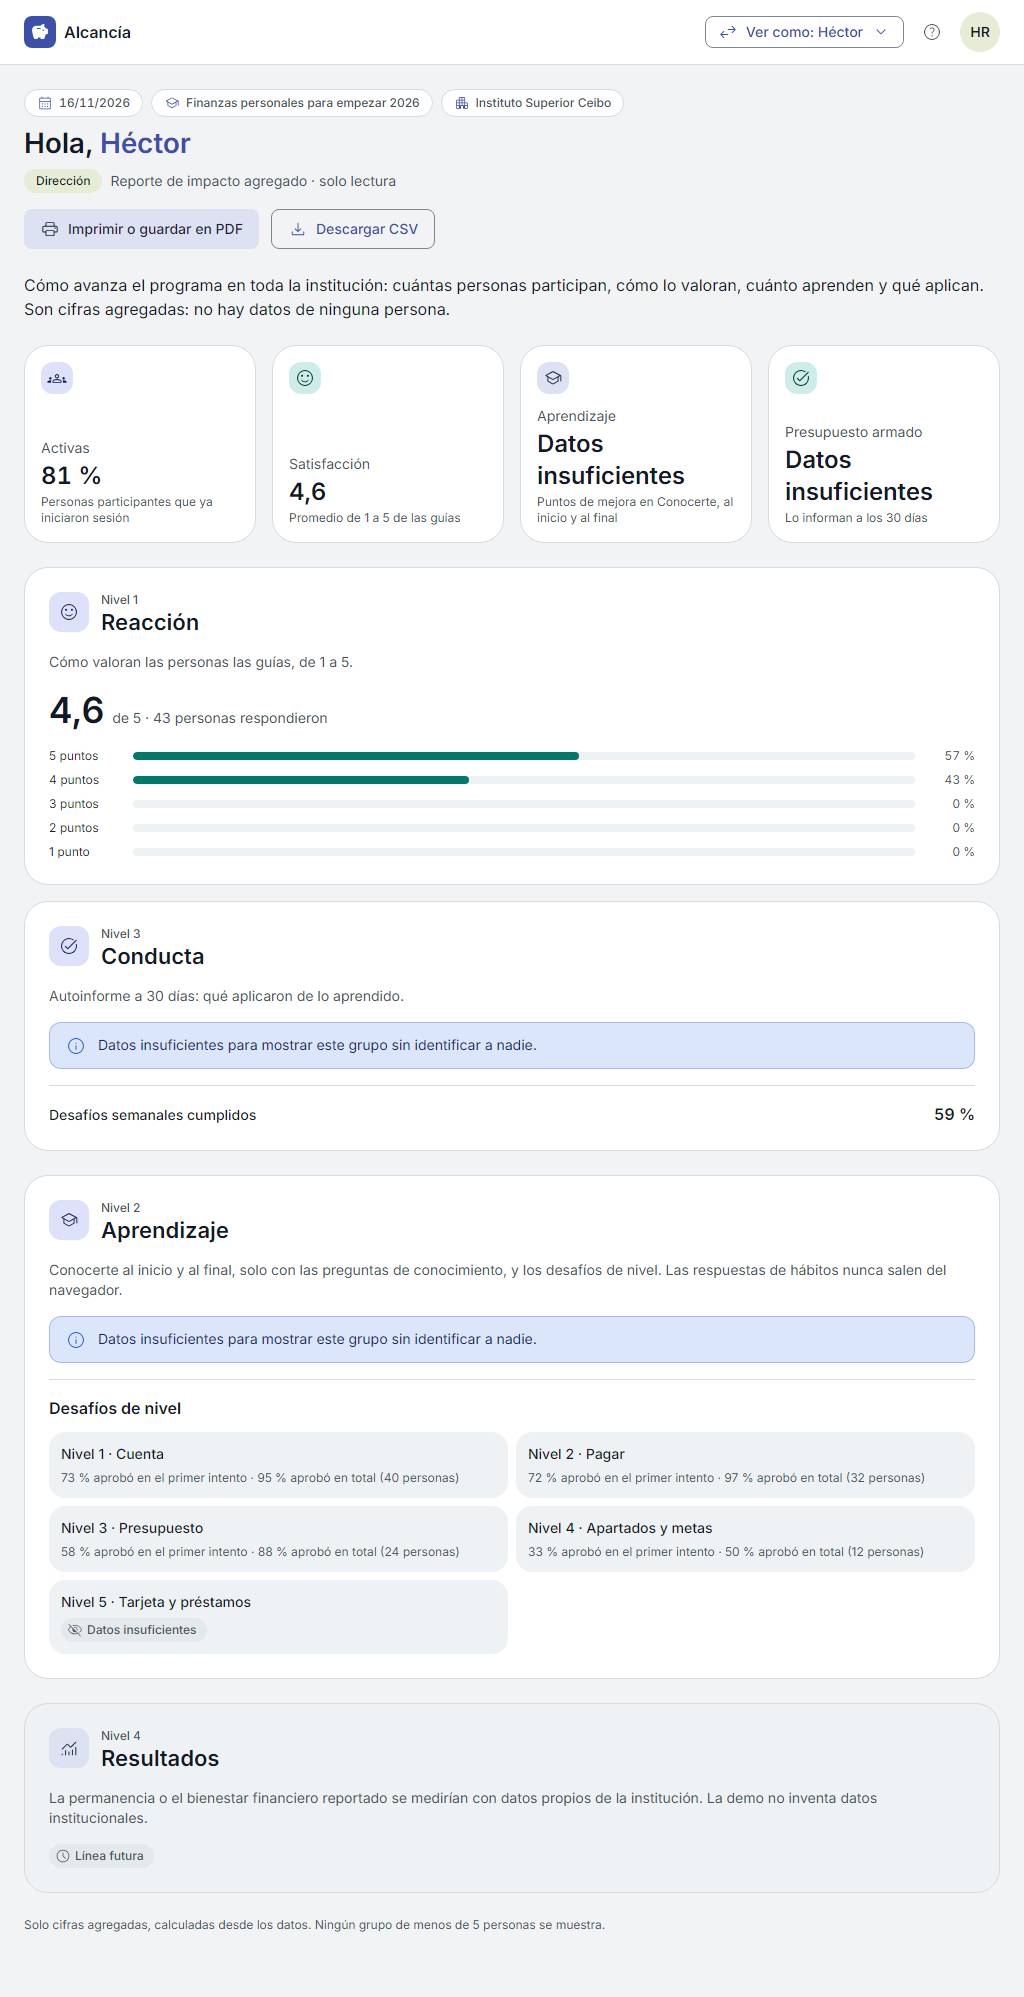 Alcancía
Ver como: Héctor
HR
16/11/2026
Finanzas personales para empezar 2026
Instituto Superior Ceibo
Hola, Héctor
Dirección
Reporte de impacto agregado · solo lectura
Imprimir o guardar en PDF
Descargar CSV
Cómo avanza el programa en toda la institución: cuántas personas participan, cómo lo valoran, cuánto aprenden y qué aplican.
Son cifras agregadas: no hay datos de ninguna persona.
Activas
81 %
Personas participantes que ya
iniciaron sesión
Satisfacción
4,6
Promedio de 1 a 5 de las guías
Aprendizaje
Datos
insuficientes
Puntos de mejora en Conocerte, al
inicio y al final
Presupuesto armado
Datos
insuficientes
Lo informan a los 30 días
Nivel 1
Reacción
Cómo valoran las personas las guías, de 1 a 5.
4,6 de 5 · 43 personas respondieron
5 puntos 57 %
4 puntos 43 %
3 puntos 0 %
2 puntos 0 %
1 punto 0 %
Nivel 3
Conducta
Autoinforme a 30 días: qué aplicaron de lo aprendido.
Datos insuficientes para mostrar este grupo sin identificar a nadie.
Desafíos semanales cumplidos 59 %
Nivel 2
Aprendizaje
Conocerte al inicio y al final, solo con las preguntas de conocimiento, y los desafíos de nivel. Las respuestas de hábitos nunca salen del
navegador.
Datos insuficientes para mostrar este grupo sin identificar a nadie.
Desafíos de nivel
Nivel 1 · Cuenta
73 % aprobó en el primer intento · 95 % aprobó en total (40 personas)
Nivel 2 · Pagar
72 % aprobó en el primer intento · 97 % aprobó en total (32 personas)
Nivel 3 · Presupuesto
58 % aprobó en el primer intento · 88 % aprobó en total (24 personas)
Nivel 4 · Apartados y metas
33 % aprobó en el primer intento · 50 % aprobó en total (12 personas)
Nivel 5 · Tarjeta y préstamos
Datos insuficientes
Nivel 4
Resultados
La permanencia o el bienestar financiero reportado se medirían con datos propios de la institución. La demo no inventa datos
institucionales.
Línea futura
Solo cifras agregadas, calculadas desde los datos. Ningún grupo de menos de 5 personas se muestra.